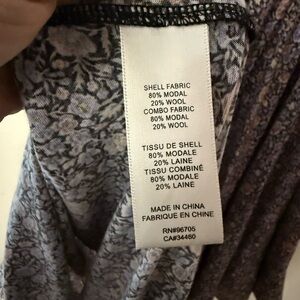 SHELL FABRIC
80% MODAL
20% WOOL
COMBO FABRIC
80% MODAL
20% WOOL
TISSU DE SHELL
80% MODALE
20% LAINE
TISSU COMBINÉ
80% MODALE
20% LAINE
MADE IN CHINA
FABRIQUE EN CHINE
RN#96705
CA#34460